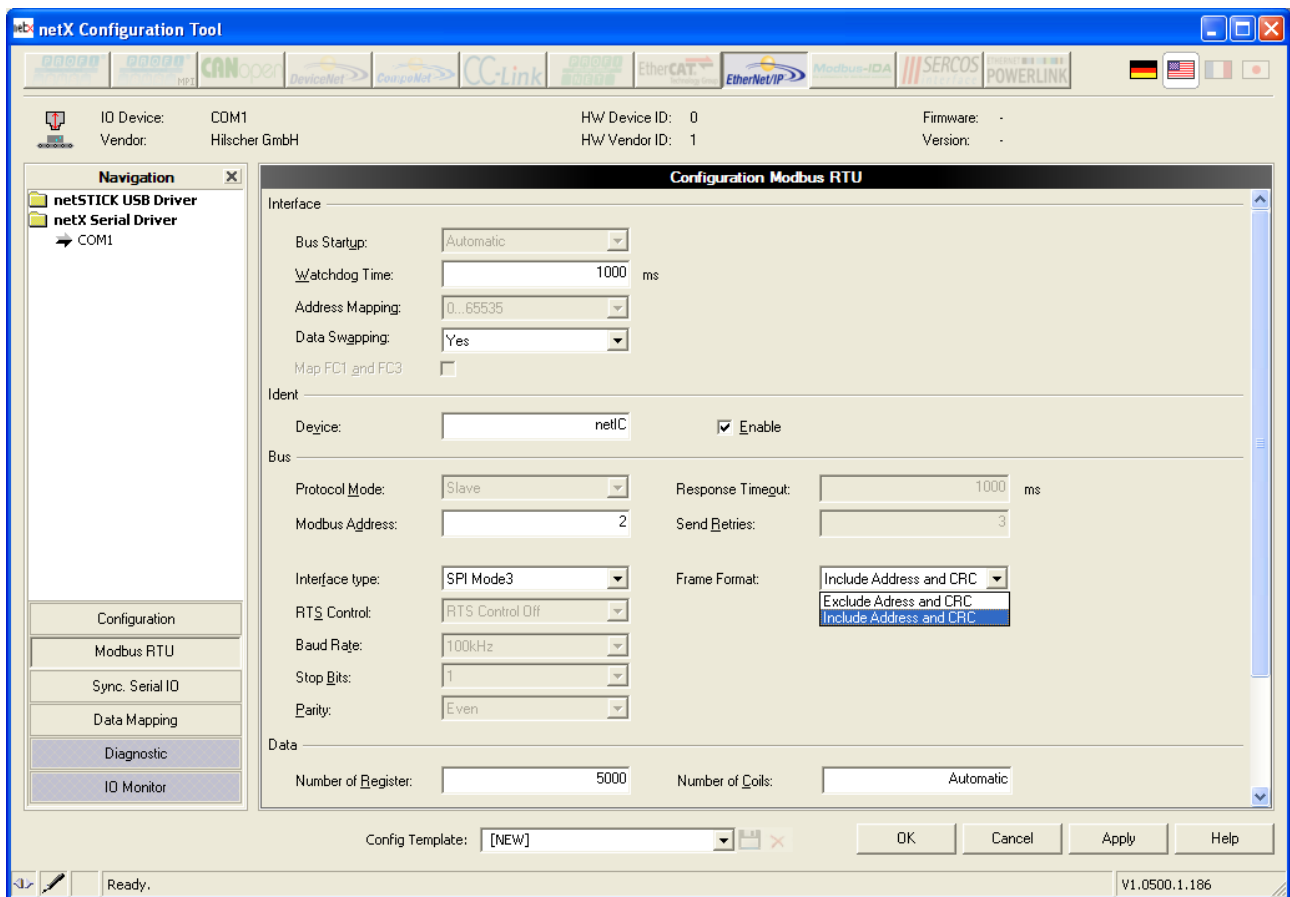 netX Configuration Tool
MPI CANopen DeviceNet CompoNet CC-Link EtherCAT EtherNet/IP Modbus-IDA SERCOS interface ETHERNET POWERLINK
IO Device: COM1 HW Device ID: 0 Firmware: -
Vendor: Hilscher GmbH HW Vendor ID: 1 Version: -
Navigation
netSTICK USB Driver
netX Serial Driver
COM1
Configuration
Modbus RTU
Sync. Serial IO
Data Mapping
Diagnostic
IO Monitor
Configuration Modbus RTU
Interface
Bus Startup: Automatic
Watchdog Time: 1000 ms
Address Mapping: 0...65535
Data Swapping: Yes
Map FC1 and FC3
Ident
Device: netIC Enable
Bus
Protocol Mode: Slave Response Timeout: 1000 ms
Modbus Address: 2 Send Retries: 3
Interface type: SPI Mode3 Frame Format: Include Address and CRC
Exclude Adress and CRC
Include Address and CRC
RTS Control: RTS Control Off
Baud Rate: 100kHz
Stop Bits: 1
Parity: Even
Data
Number of Register: 5000 Number of Coils: Automatic
Config Template: [NEW] OK Cancel Apply Help
Ready. V1.0500.1.186